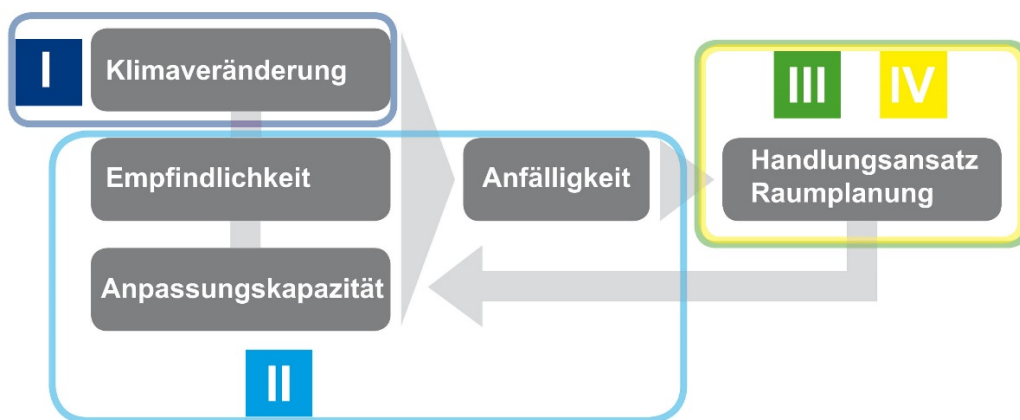 I
Klimaveränderung
Empfindlichkeit
Anpassungskapazität
II
Anfälligkeit
III IV
Handlungsansatz
Raumplanung